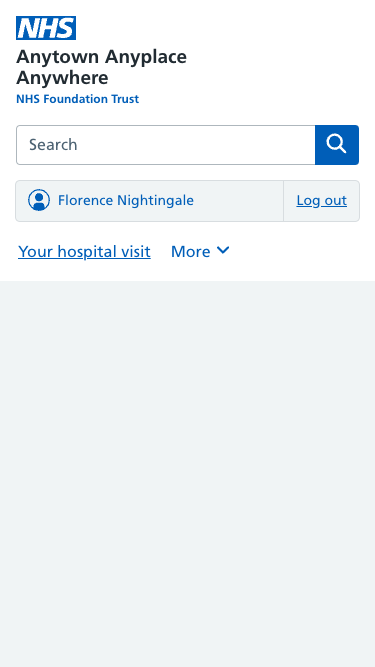 NHS
Anytown Anyplace
Anywhere
NHS Foundation Trust
Search
Florence Nightingale
Log out
Your hospital visit
More